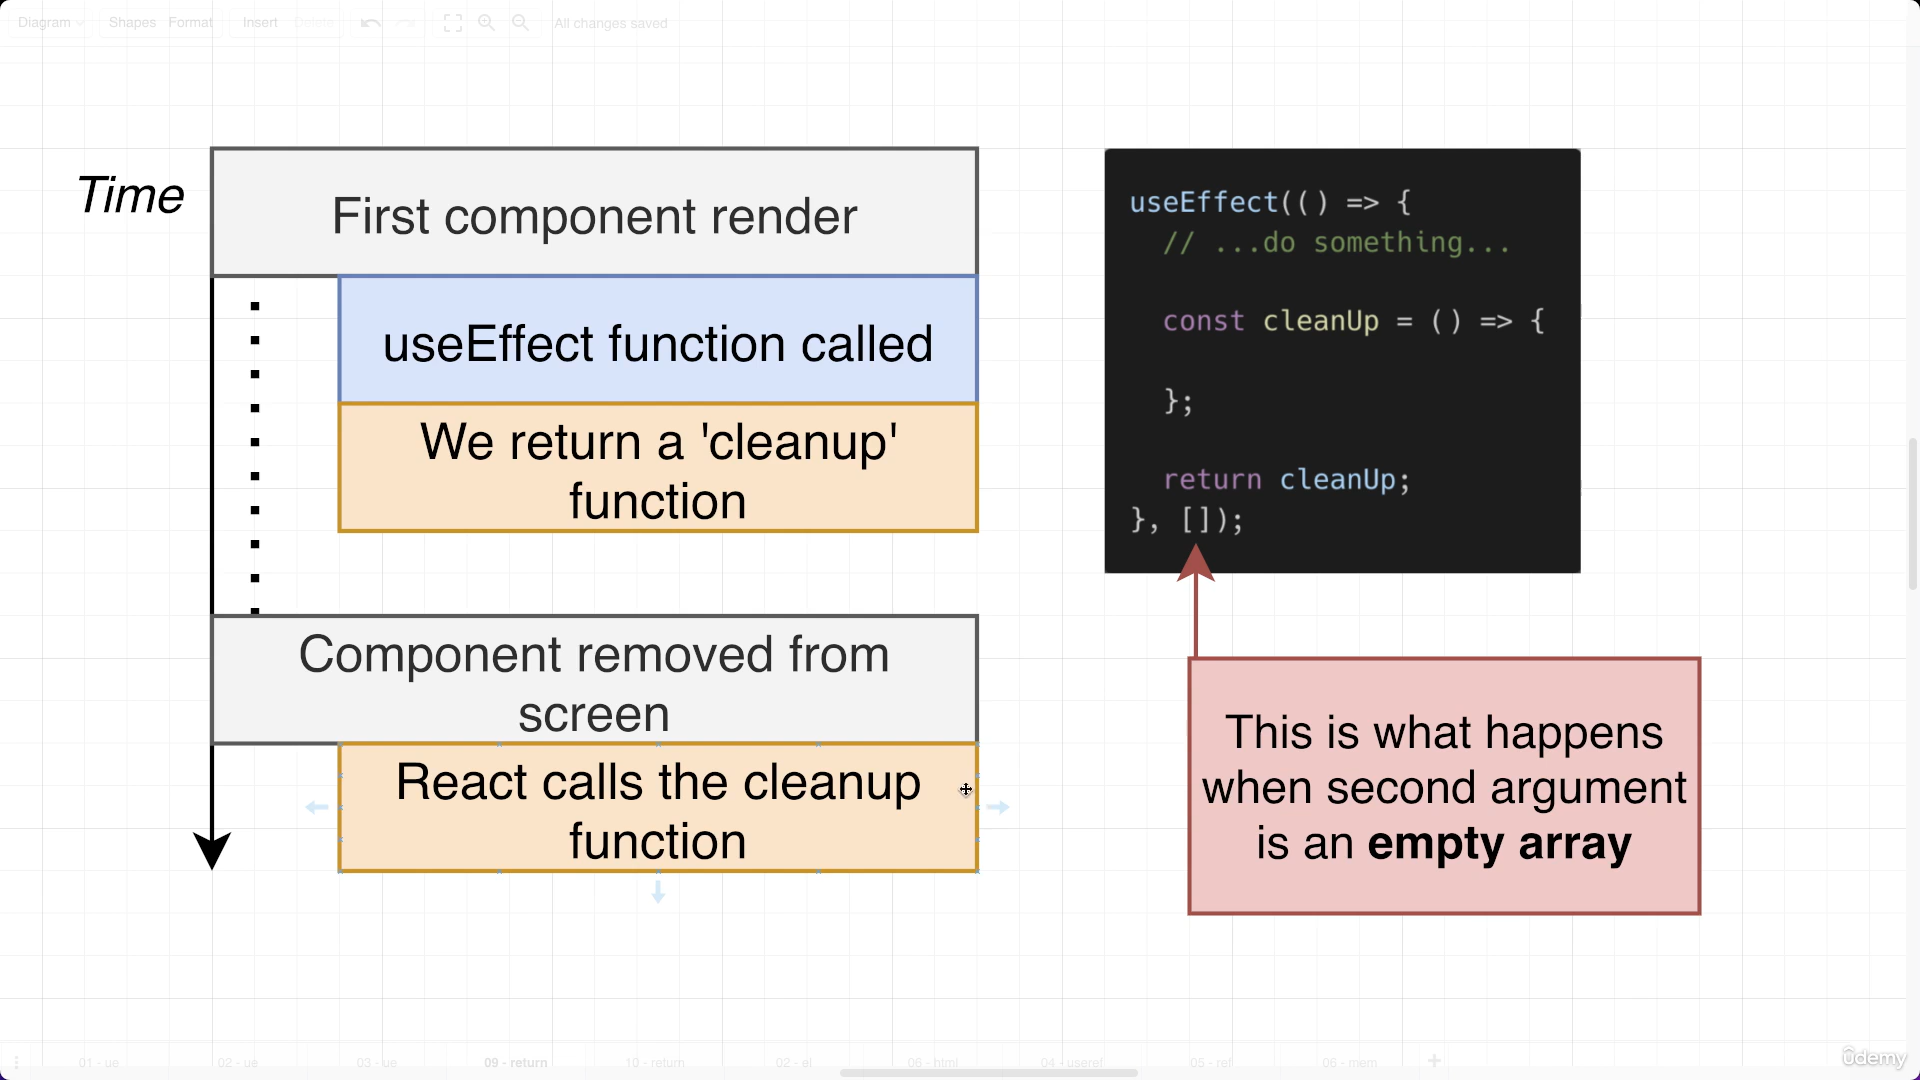 Diagram Shapes Format Insert Delete All changes saved
Time
First component render
useEffect function called
We return a 'cleanup'
function
Component removed from
screen
React calls the cleanup
function
useEffect(() => {
// ...do something...
const cleanUp = () => {
};
return cleanUp;
}, []);
This is what happens
when second argument
is an empty array
01 - ue 02 - ue 03 - ue 09 - return 10 - return 02 - el 06 - html 04 - useref 05 - ref 06 - mem
udemy